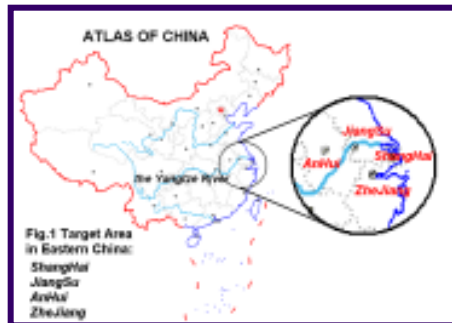 ATLAS OF CHINA
JiangSu
ShangHai
AnHui
the Yangtze River
ZheJiang
Fig.1 Target Area
in Eastern China:
ShangHai
JiangSu
AnHui
ZheJiang